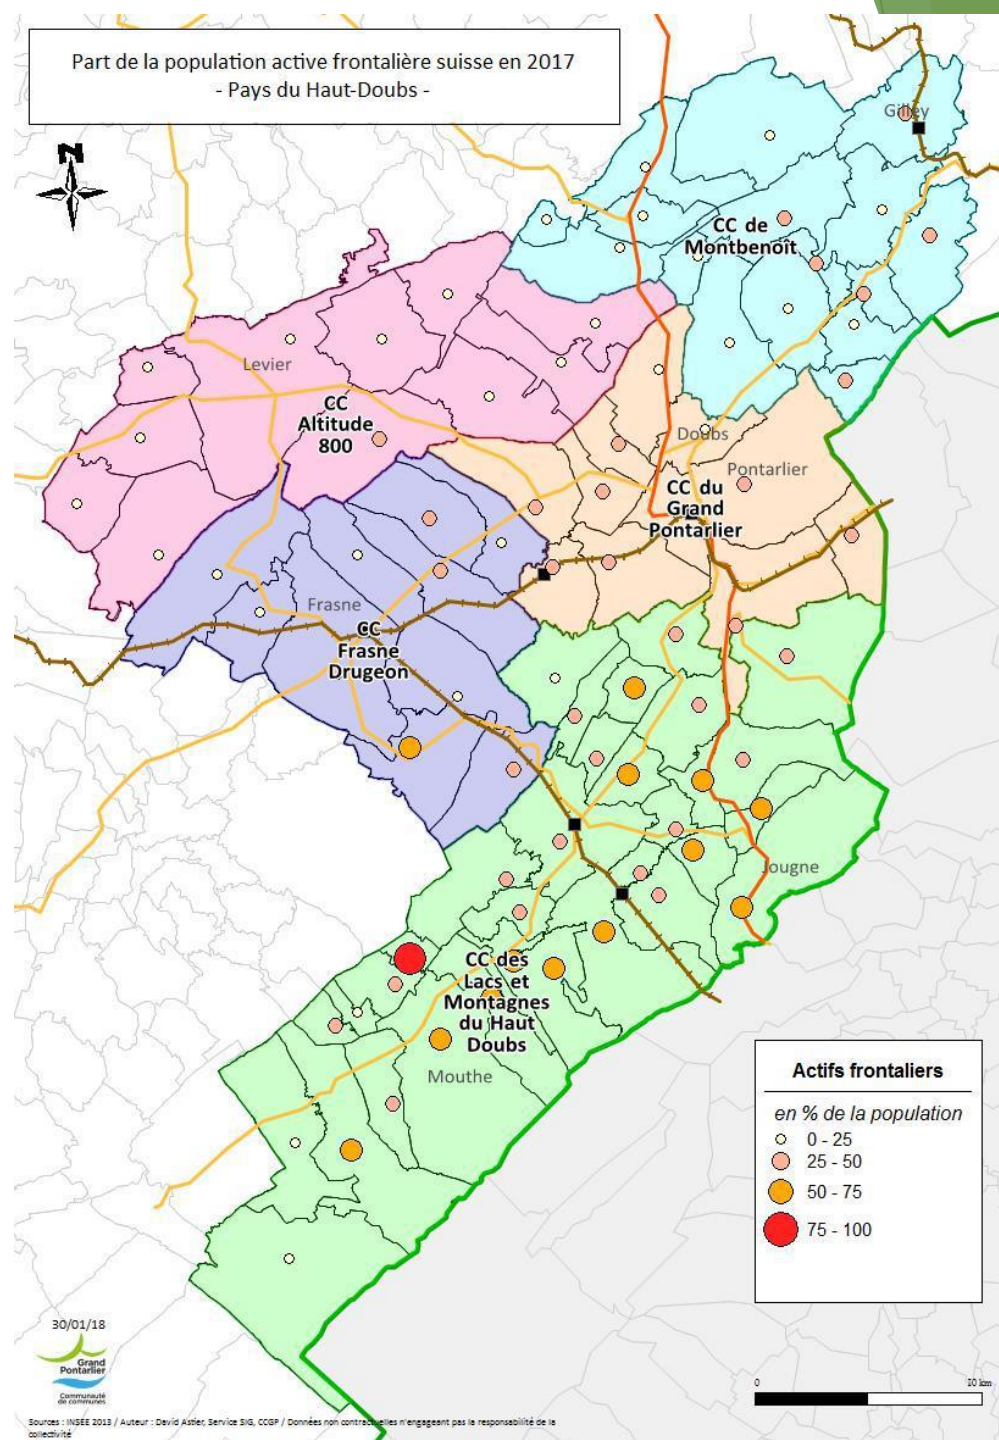 Part de la population active frontalière suisse en 2017
- Pays du Haut-Doubs -
N
Gilley
CC de
Montbenoît
Levier
CC
Altitude
800
Doubs
Pontarlier
CC du
Grand
Pontarlier
Frasne
CC
Frasne
Drugeon
Jougne
CC des
Lacs et
Montagnes
du Haut
Doubs
Mouthe
Actifs frontaliers
en % de la population
0 - 25
25 - 50
50 - 75
75 - 100
30/01/18
Grand
Pontarlier
Communauté
de communes
0 10 km
Sources : INSEE 2013 / Auteur : David Astier, Service SIG, CCGP / Données non contractuelles n'engageant pas la responsabilité de la
collectivité